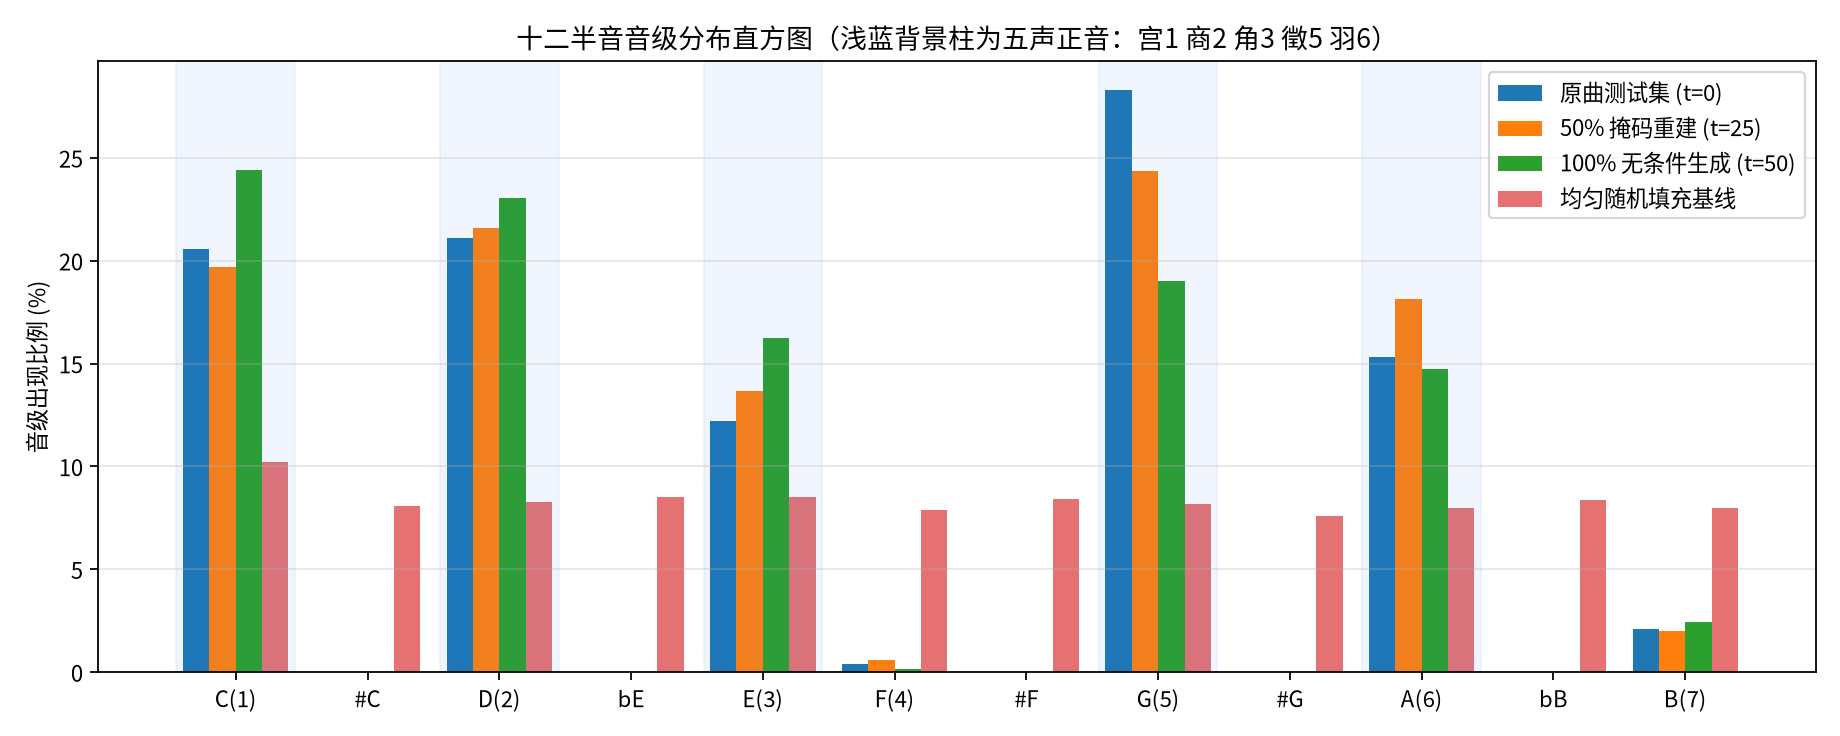 十二半音音级分布直方图（浅蓝背景柱为五声正音：宫1 商2 角3 徵5 羽6）
原曲测试集 (t=0)
50% 掩码重建 (t=25)
100% 无条件生成 (t=50)
均匀随机填充基线
音级出现比例 (%)
25
20
15
10
5
0
C(1) #C D(2) bE E(3) F(4) #F G(5) #G A(6) bB B(7)